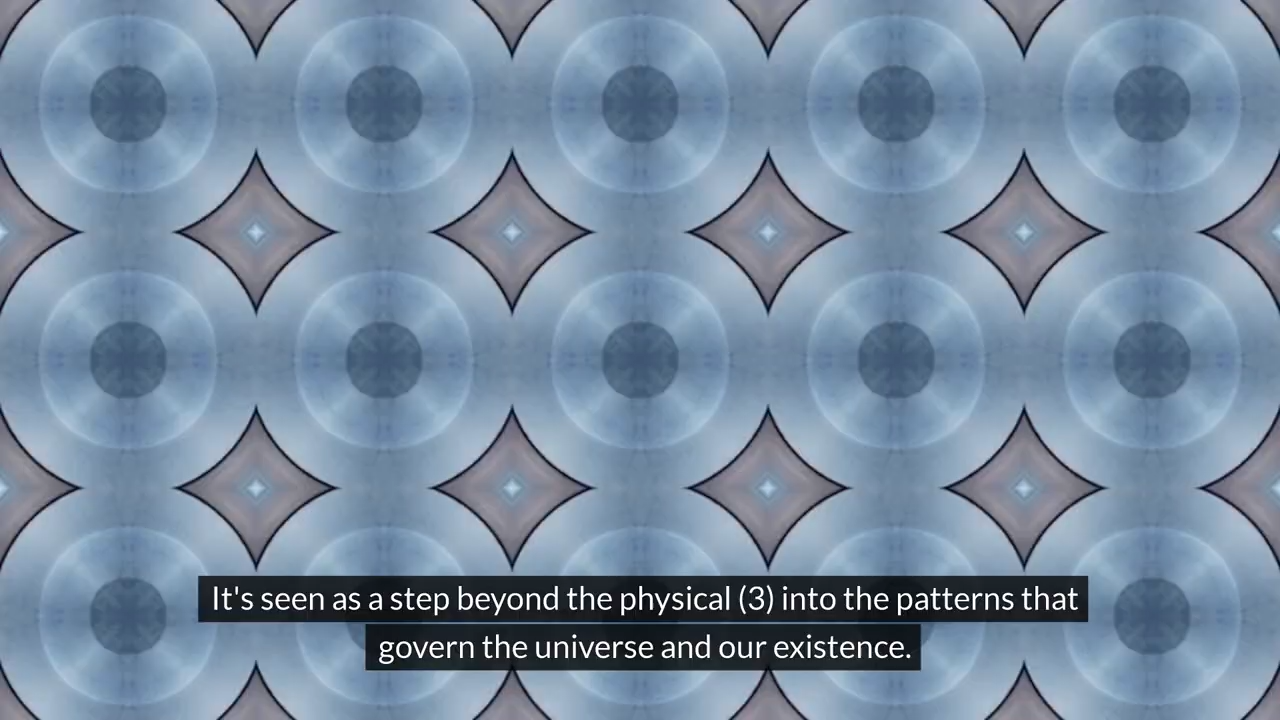 It's seen as a step beyond the physical (3) into the patterns that
govern the universe and our existence.